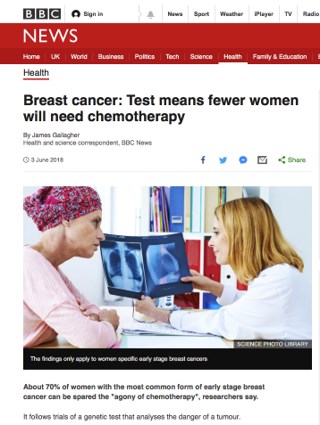 BBC Sign in News Sport Weather iPlayer TV Radio
NEWS
Home UK World Business Politics Tech Science Health Family & Education
Health
Breast cancer: Test means fewer women
will need chemotherapy
By James Gallagher
Health and science correspondent, BBC News
3 June 2018 Share
SCIENCE PHOTO LIBRARY
The findings only apply to women specific early stage breast cancers
About 70% of women with the most common form of early stage breast
cancer can be spared the "agony of chemotherapy", researchers say.
It follows trials of a genetic test that analyses the danger of a tumour.